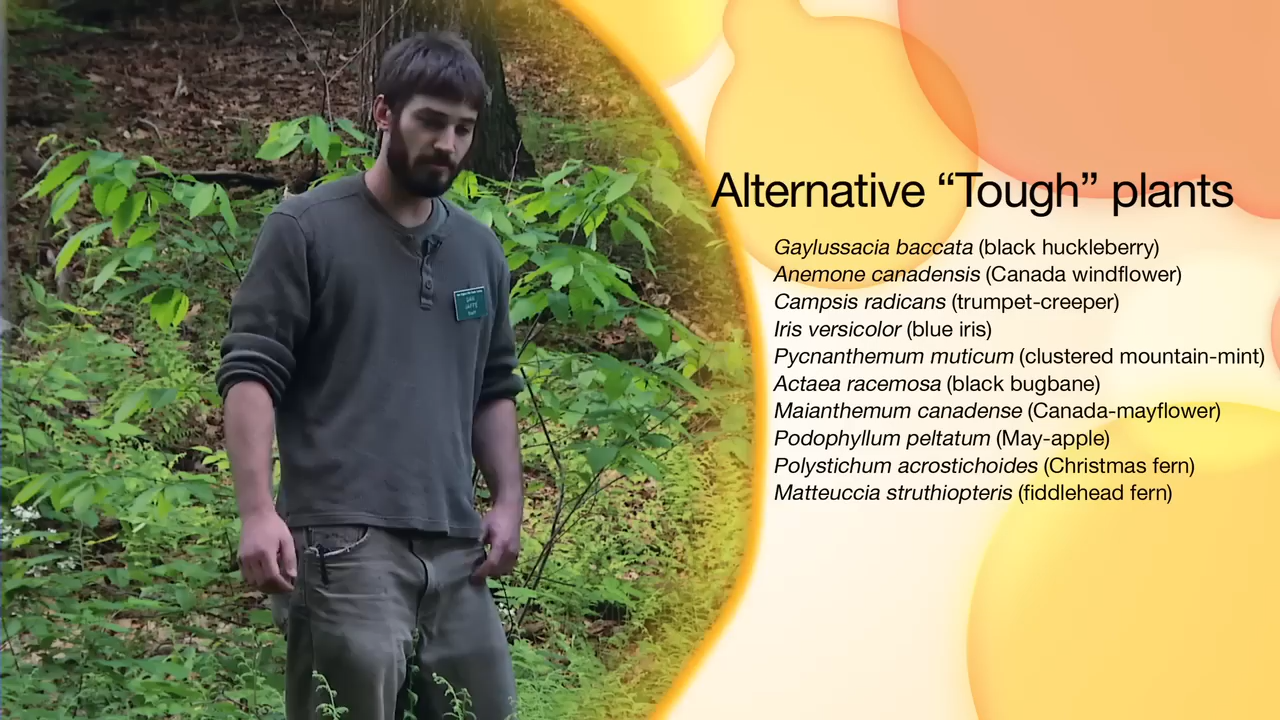 Alternative “Tough” plants
Gaylussacia baccata (black huckleberry)
Anemone canadensis (Canada windflower)
Campsis radicans (trumpet-creeper)
Iris versicolor (blue iris)
Pycnanthemum muticum (clustered mountain-mint)
Actaea racemosa (black bugbane)
Maianthemum canadense (Canada-mayflower)
Podophyllum peltatum (May-apple)
Polystichum acrostichoides (Christmas fern)
Matteuccia struthiopteris (fiddlehead fern)